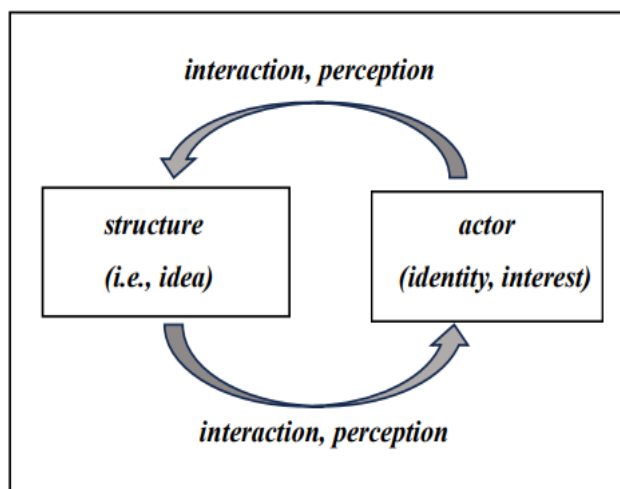 interaction, perception
structure
(i.e., idea)
actor
(identity, interest)
interaction, perception